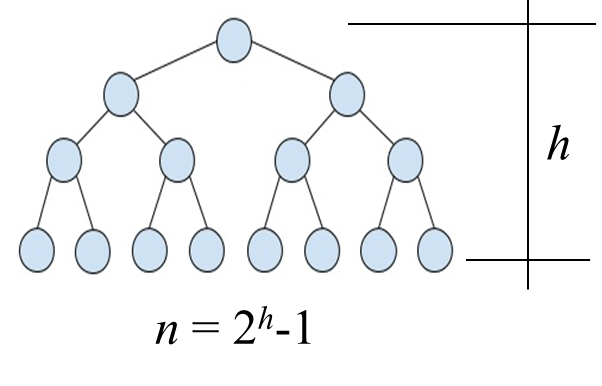 h
n = 2ʰ-1